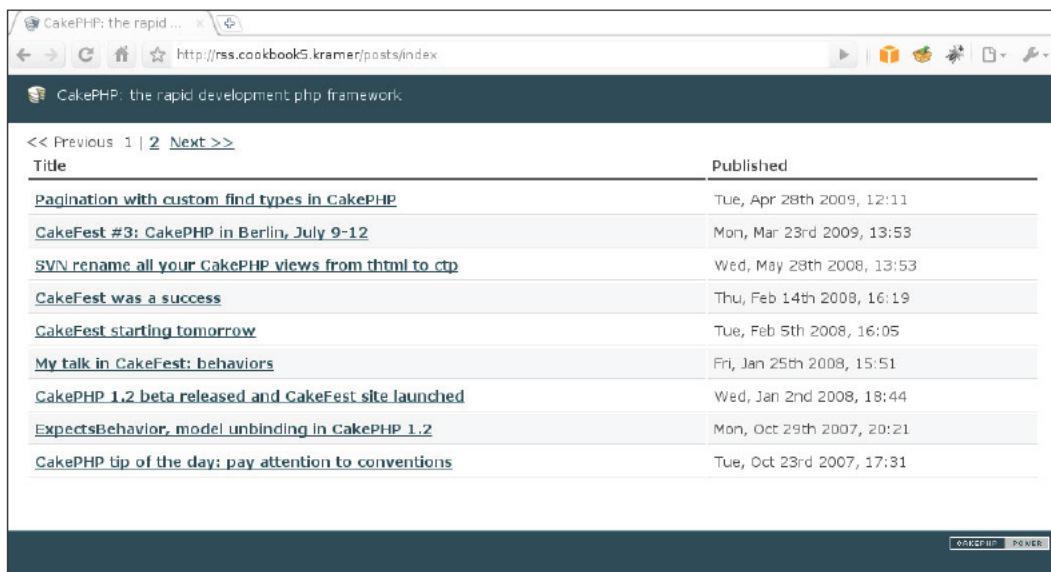 CakePHP: the rapid ...
http://rss.cookbook5.kramer/posts/index
CakePHP: the rapid development php framework
<< Previous 1 | 2 Next >>
Title Published
Pagination with custom find types in CakePHP Tue, Apr 28th 2009, 12:11
CakeFest #3: CakePHP in Berlin, July 9-12 Mon, Mar 23rd 2009, 13:53
SVN rename all your CakePHP views from thtml to ctp Wed, May 28th 2008, 13:53
CakeFest was a success Thu, Feb 14th 2008, 16:19
CakeFest starting tomorrow Tue, Feb 5th 2008, 16:05
My talk in CakeFest: behaviors Fri, Jan 25th 2008, 15:51
CakePHP 1.2 beta released and CakeFest site launched Wed, Jan 2nd 2008, 18:44
ExpectsBehavior, model unbinding in CakePHP 1.2 Mon, Oct 29th 2007, 20:21
CakePHP tip of the day: pay attention to conventions Tue, Oct 23rd 2007, 17:31
CAKEPHP POWER